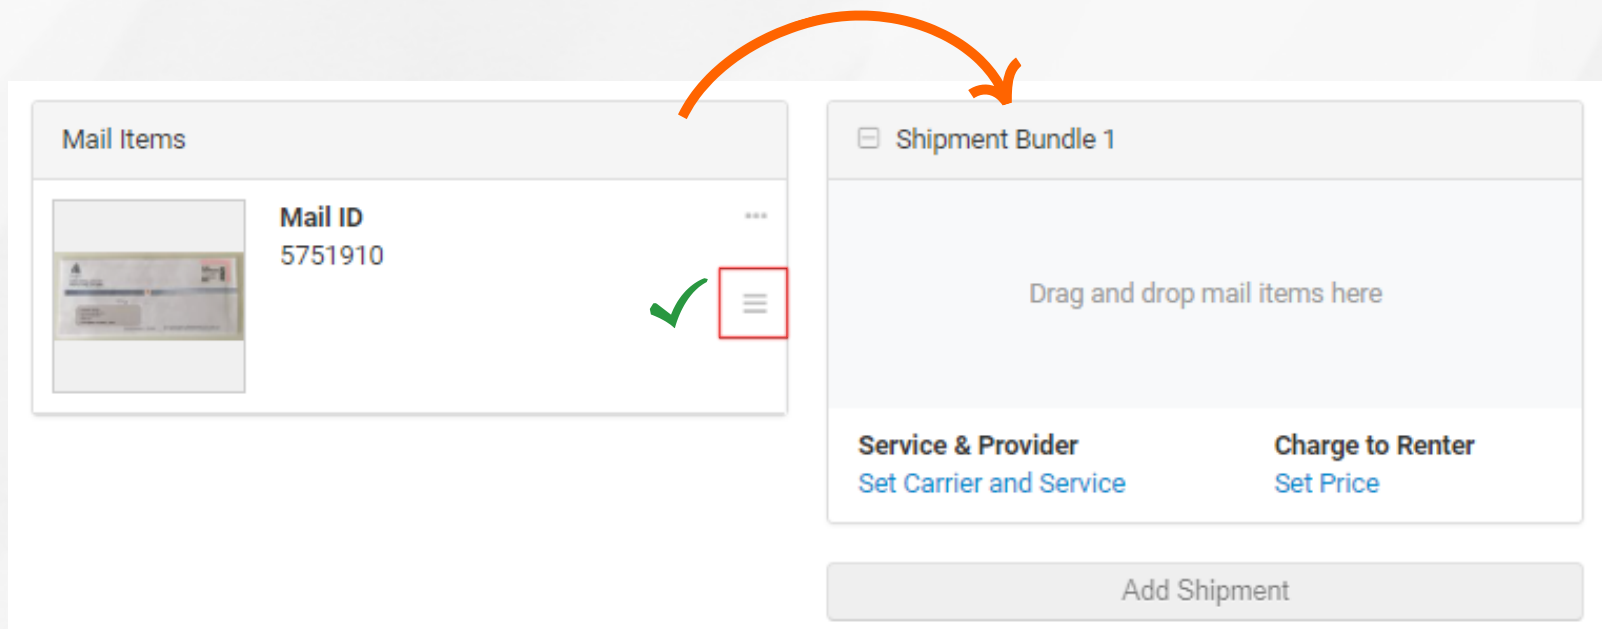 Mail Items
Mail ID
5751910
Shipment Bundle 1
Drag and drop mail items here
Service & Provider
Set Carrier and Service
Charge to Renter
Set Price
Add Shipment